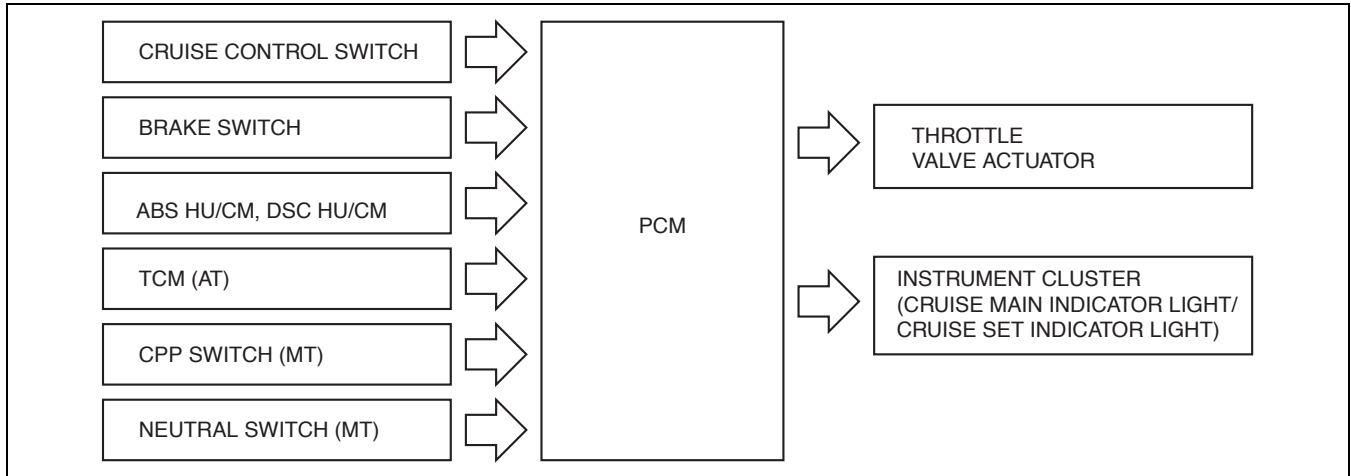 CRUISE CONTROL SWITCH
BRAKE SWITCH
ABS HU/CM, DSC HU/CM
TCM (AT)
CPP SWITCH (MT)
NEUTRAL SWITCH (MT)
PCM
THROTTLE
VALVE ACTUATOR
INSTRUMENT CLUSTER
(CRUISE MAIN INDICATOR LIGHT/
CRUISE SET INDICATOR LIGHT)